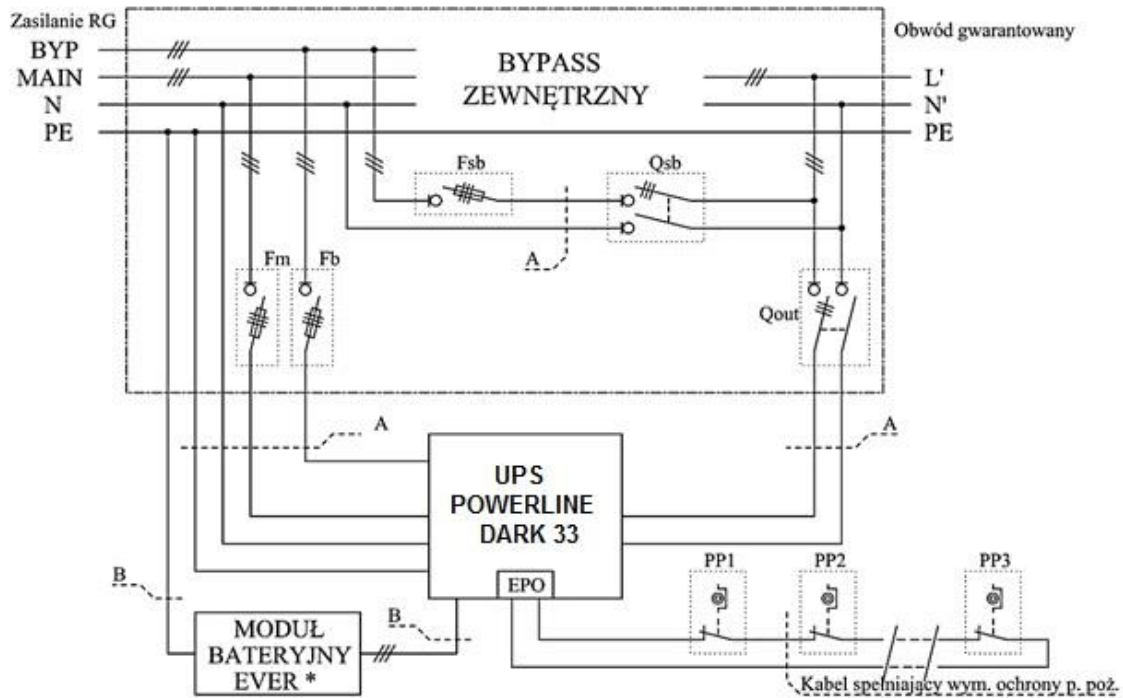 Zasilanie RG
BYP
MAIN
N
PE
BYPASS
ZEWNĘTRZNY
Obwód gwarantowany
L'
N'
PE
Fsb
Qsb
A
Fm
Fb
Qout
A
A
UPS
POWERLINE
DARK 33
EPO
PP1
PP2
PP3
B
B
MODUŁ
BATERYJNY
EVER *
Kabel spełniający wym. ochrony p. poż.